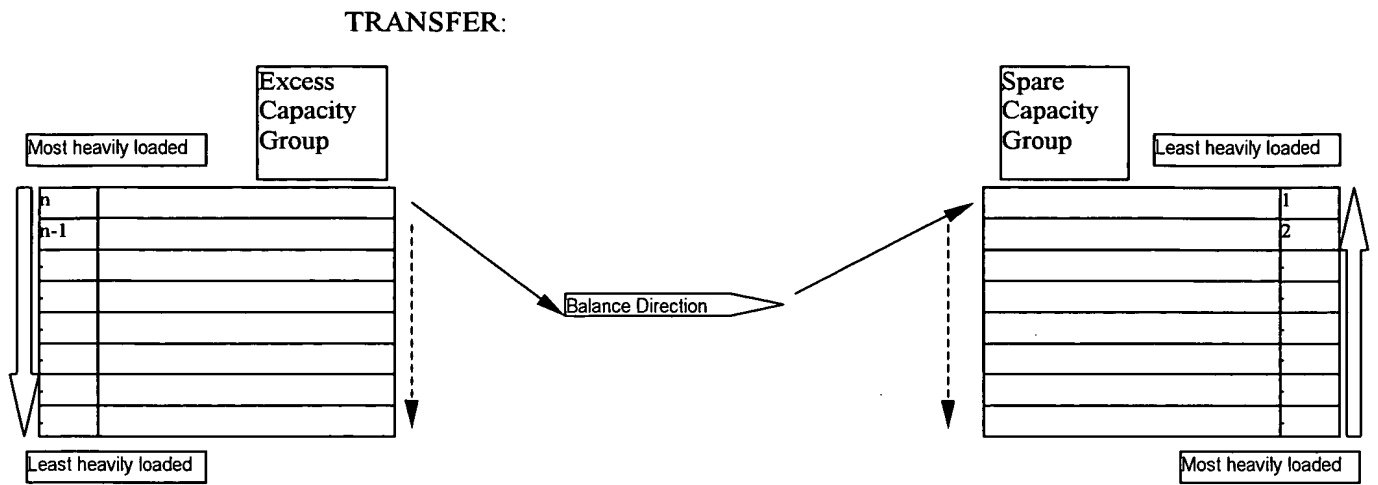 TRANSFER:
Excess
Capacity
Group
Spare
Capacity
Group
Most heavily loaded
Least heavily loaded
n
n-1
1
2
Balance Direction
Least heavily loaded
Most heavily loaded